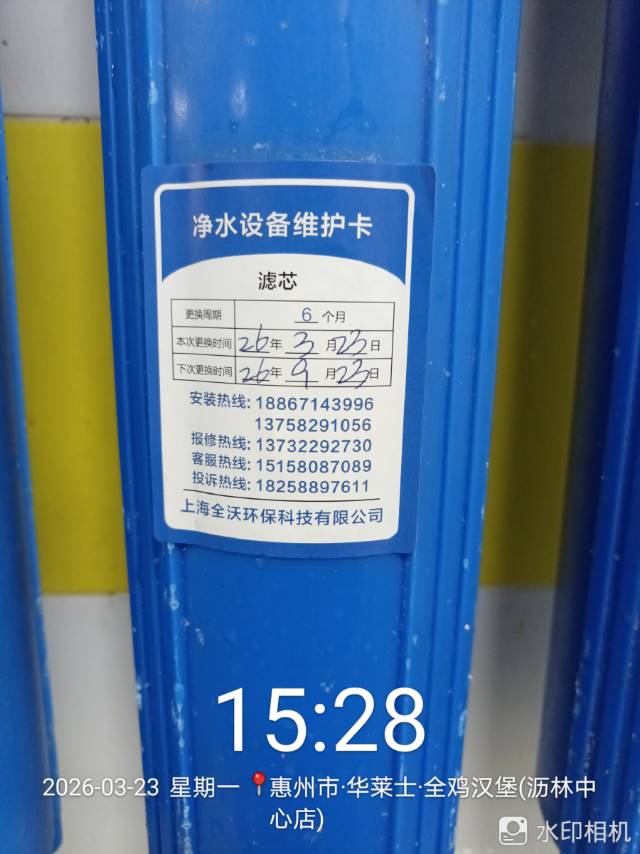 净水设备维护卡
滤芯
更换周期 6 个月
本次更换时间 26年 3 月 23 日
下次更换时间 26年 9 月 23 日
安装热线: 18867143996
13758291056
报修热线: 13732292730
客服热线: 15158087089
投诉热线: 18258897611
上海全沃环保科技有限公司
15:28
2026-03-23 星期一 惠州市·华莱士·全鸡汉堡(沥林中
心店)
水印相机